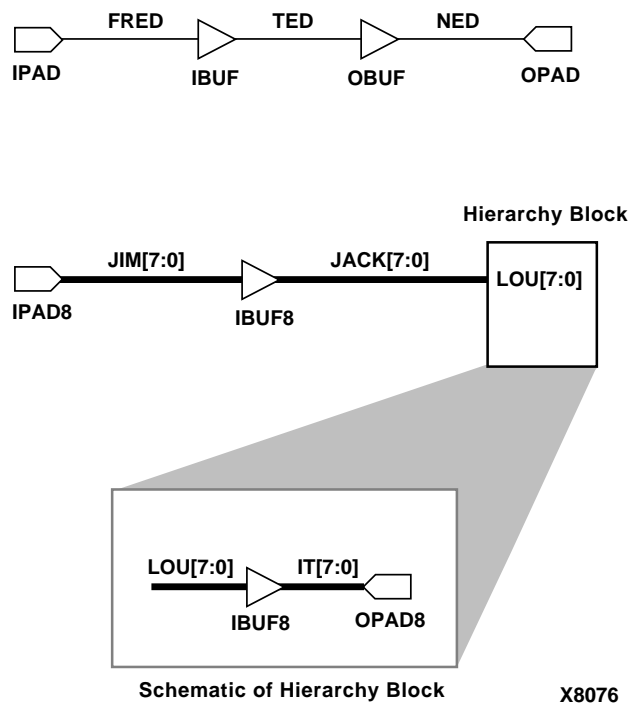 FRED TED NED
IPAD IBUF OBUF OPAD
Hierarchy Block
JIM[7:0] JACK[7:0] LOU[7:0]
IPAD8 IBUF8
LOU[7:0] IT[7:0]
IBUF8 OPAD8
Schematic of Hierarchy Block
X8076